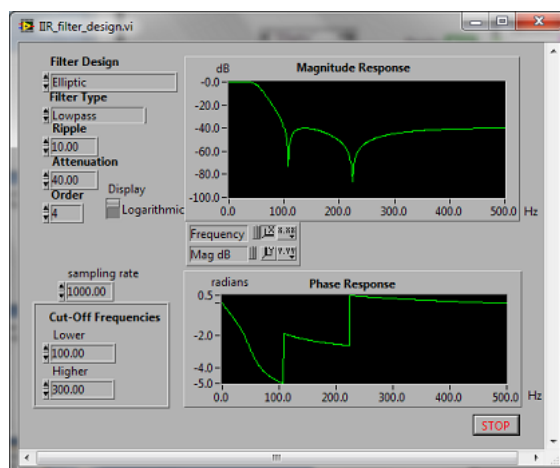 IIR_filter_design.vi
Filter Design
Elliptic
Filter Type
Lowpass
Ripple
10.00
Attenuation
40.00
Order
4
Display
Logarithmic
sampling rate
1000.00
Cut-Off Frequencies
Lower
100.00
Higher
300.00
dB
Magnitude Response
-0.0
-20.0
-40.0
-60.0
-80.0
-100.0
0.0 100.0 200.0 300.0 400.0 500.0 Hz
Frequency
Mag dB
radians
Phase Response
0.5
-2.0
-4.0
-5.0
0.0 100.0 200.0 300.0 400.0 500.0 Hz
STOP